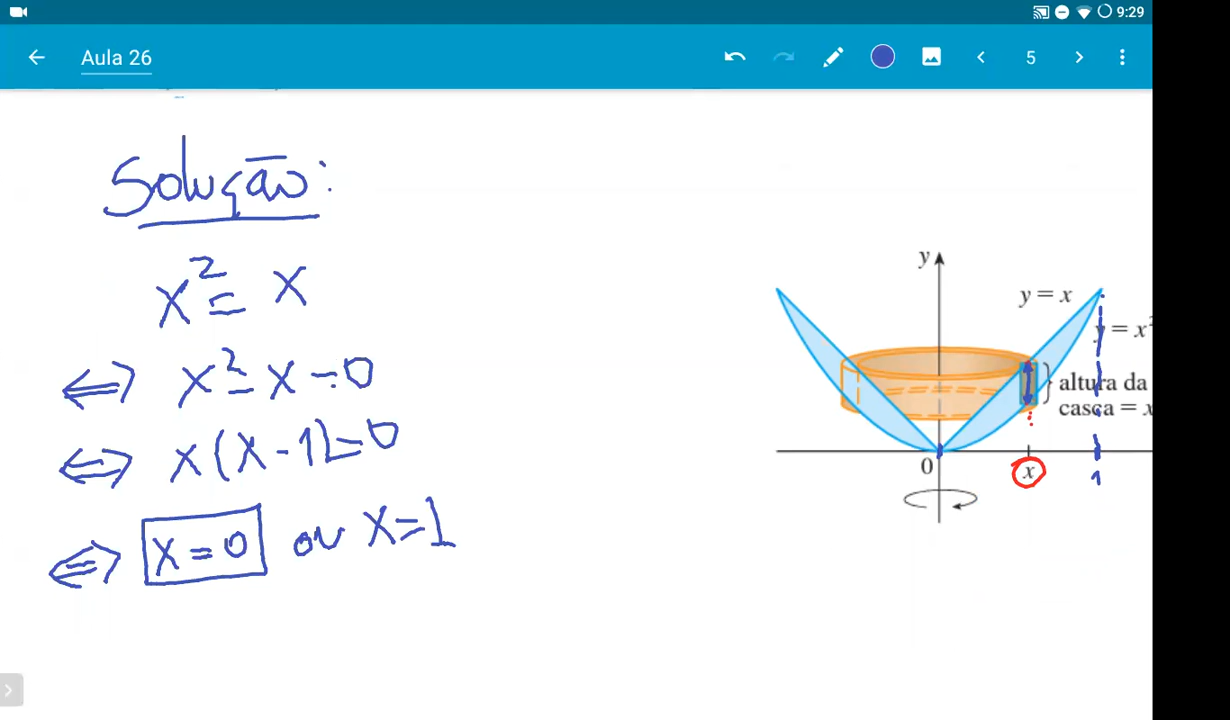 9:29
Aula 26
5
Solução:
x² = x
⟺ x² - x = 0
⟺ x(x - 1) = 0
⟺ x = 0 ou x = 1
y
y = x
y = x²
altura da
casca = x
0
x
1